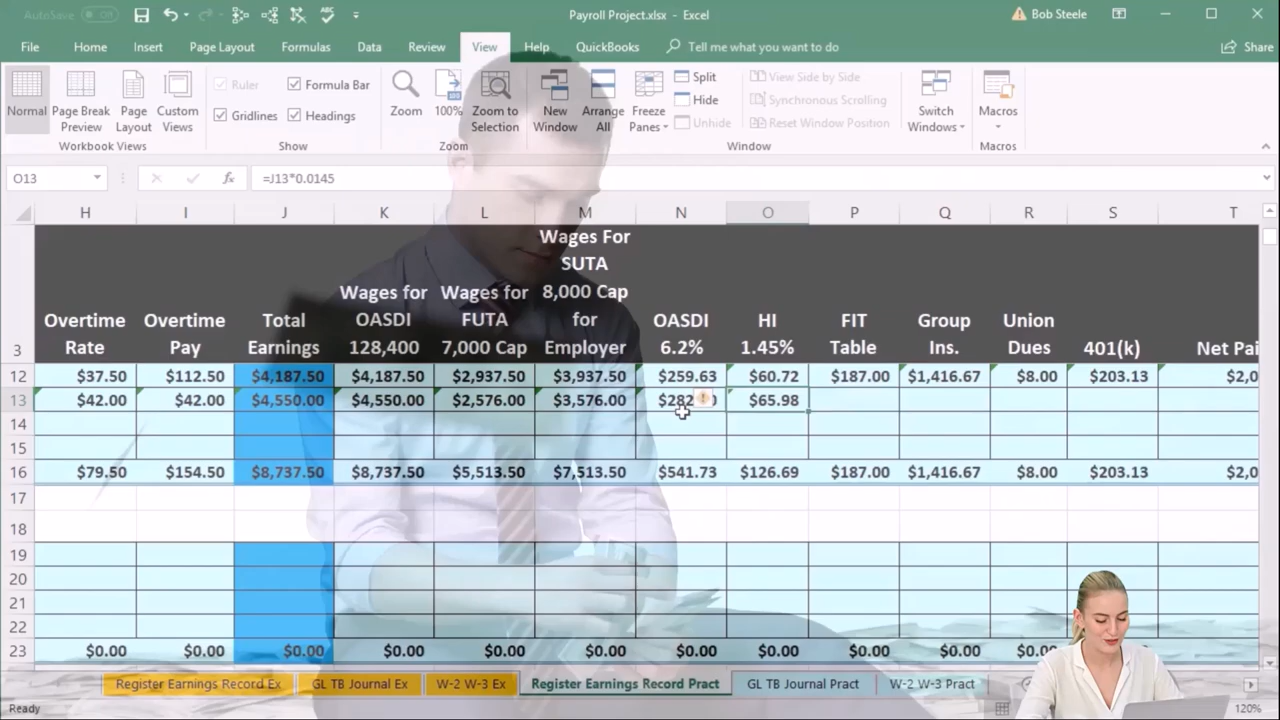 AutoSave Off
Payroll Project.xlsx - Excel
Bob Steele
File Home Insert Page Layout Formulas Data Review View Help QuickBooks Tell me what you want to do Share
Normal
Page Break
Preview
Page
Layout
Custom
Views
Workbook Views
Ruler
Formula Bar
Gridlines
Headings
Show
Zoom
100%
Zoom to
Selection
Zoom
New
Window
Arrange
All
Freeze
Panes
Split
Hide
Unhide
View Side by Side
Synchronous Scrolling
Reset Window Position
Window
Switch
Windows
Macros
Macros
O13
fx
=J13*0.0145
H I J K L M N O P Q R S T
3
Overtime
Rate
Overtime
Pay
Total
Earnings
Wages for
OASDI
128,400
Wages for
FUTA
7,000 Cap
Wages For
SUTA
8,000 Cap
for
Employer
OASDI
6.2%
HI
1.45%
FIT
Table
Group
Ins.
Union
Dues
401(k)
Net Pai
12 $37.50 $112.50 $4,187.50 $4,187.50 $2,937.50 $3,937.50 $259.63 $60.72 $187.00 $1,416.67 $8.00 $203.13 $2,0
13 $42.00 $42.00 $4,550.00 $4,550.00 $2,576.00 $3,576.00 $282 0 $65.98
14
15
16 $79.50 $154.50 $8,737.50 $8,737.50 $5,513.50 $7,513.50 $541.73 $126.69 $187.00 $1,416.67 $8.00 $203.13 $2,0
17
18
19
20
21
22
23 $0.00 $0.00 $0.00 $0.00 $0.00 $0.00 $0.00 $0.00 $0.00 $0.00 $0.00
Register Earnings Record Ex GL TB Journal Ex W-2 W-3 Ex Register Earnings Record Pract GL TB Journal Pract W-2 W-3 Pract
Ready
120%